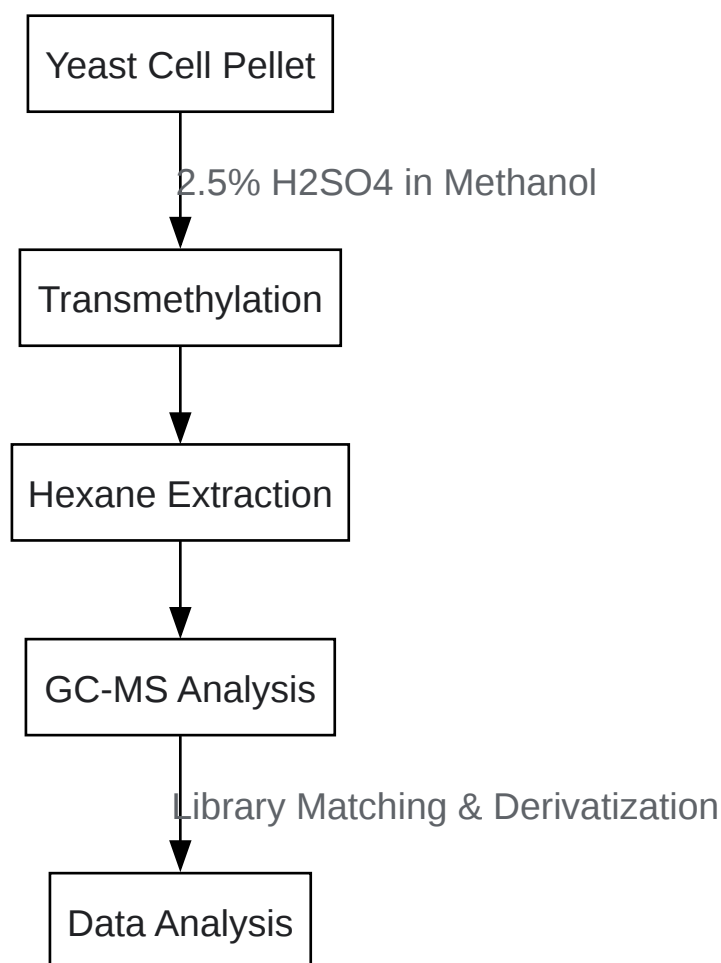 Yeast Cell Pellet
2.5% H2SO4 in Methanol
Transmethylation
Hexane Extraction
GC-MS Analysis
Library Matching & Derivatization
Data Analysis